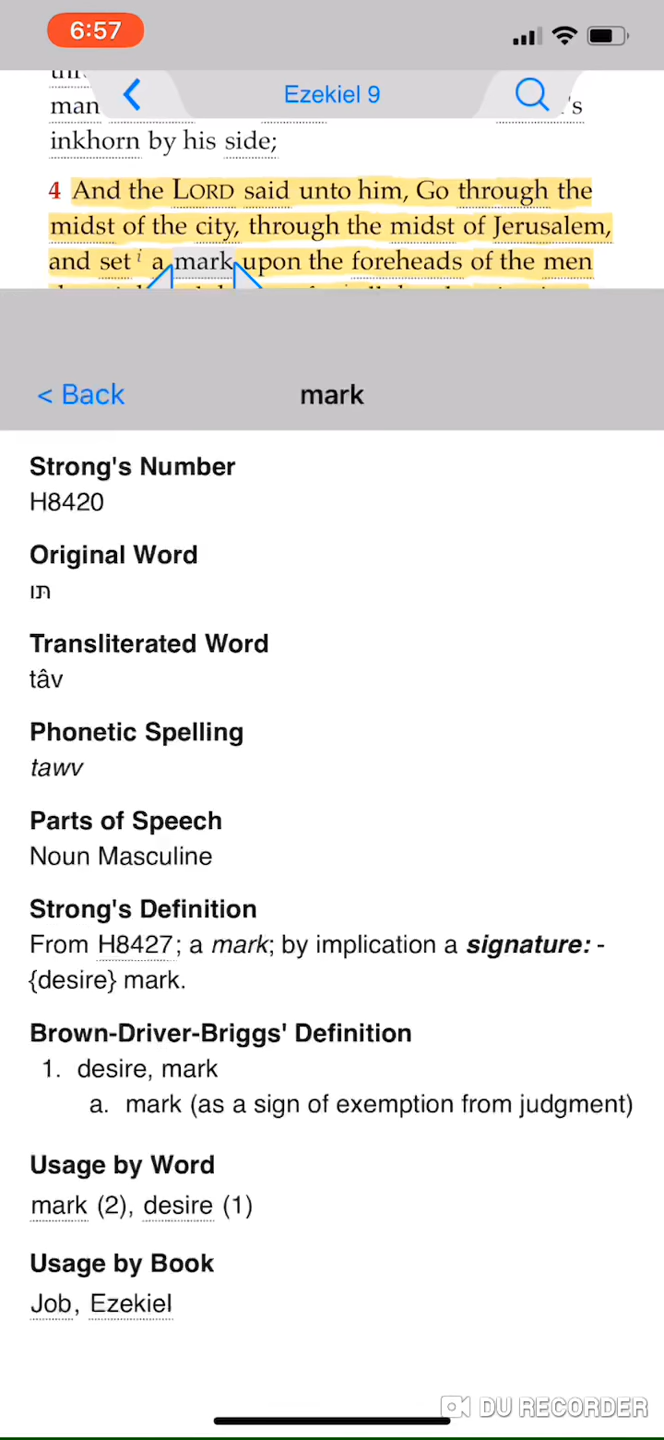 6:57
man
Ezekiel 9
's
inkhorn by his side;
4 And the LORD said unto him, Go through the
midst of the city, through the midst of Jerusalem,
and set i a mark upon the foreheads of the men
< Back
mark
Strong's Number
H8420
Original Word
תּו
Transliterated Word
tâv
Phonetic Spelling
tawv
Parts of Speech
Noun Masculine
Strong's Definition
From H8427; a mark; by implication a signature: -
{desire} mark.
Brown-Driver-Briggs' Definition
1. desire, mark
a. mark (as a sign of exemption from judgment)
Usage by Word
mark (2), desire (1)
Usage by Book
Job, Ezekiel
DU RECORDER